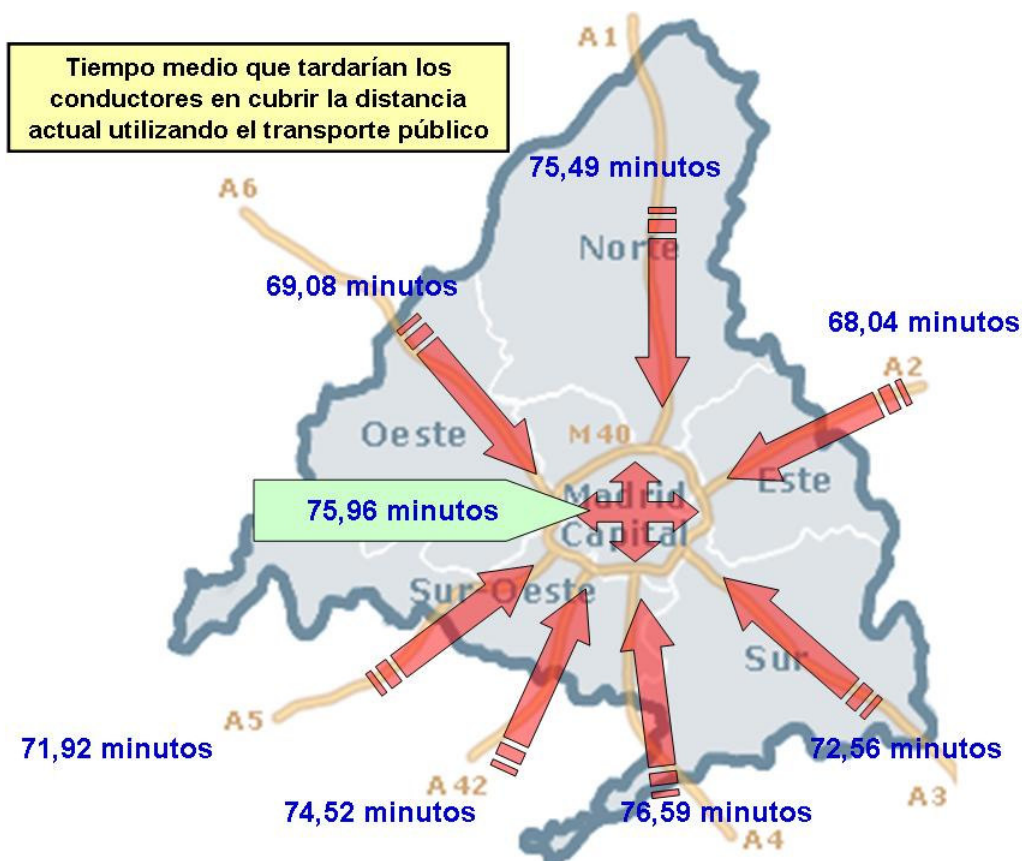 A1
Tiempo medio que tardarían los
conductores en cubrir la distancia
actual utilizando el transporte público
75,49 minutos
A6
Norte
69,08 minutos
68,04 minutos
A2
Oeste
M40
Este
Madrid
Capital
75,96 minutos
Sur-Oeste
Sur
A5
71,92 minutos
72,56 minutos
A 42
74,52 minutos
76,59 minutos
A3
A4